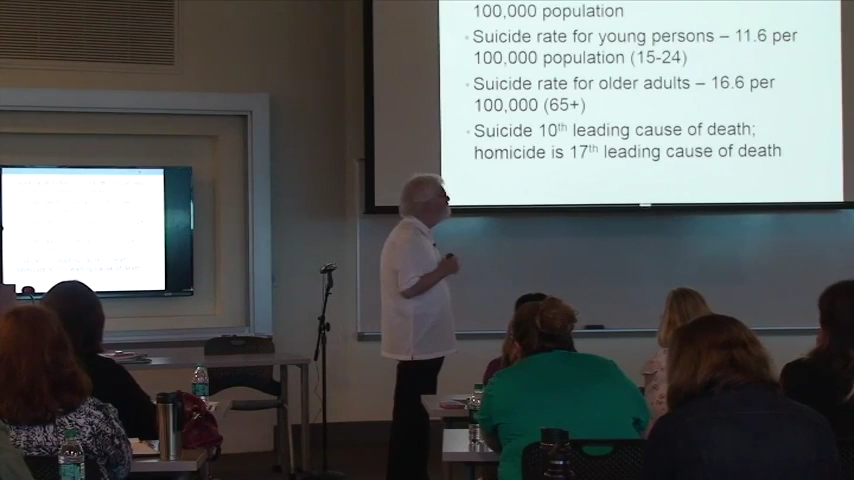 100,000 population
Suicide rate for young persons – 11.6 per
100,000 population (15-24)
Suicide rate for older adults – 16.6 per
100,000 (65+)
Suicide 10th leading cause of death;
homicide is 17th leading cause of death